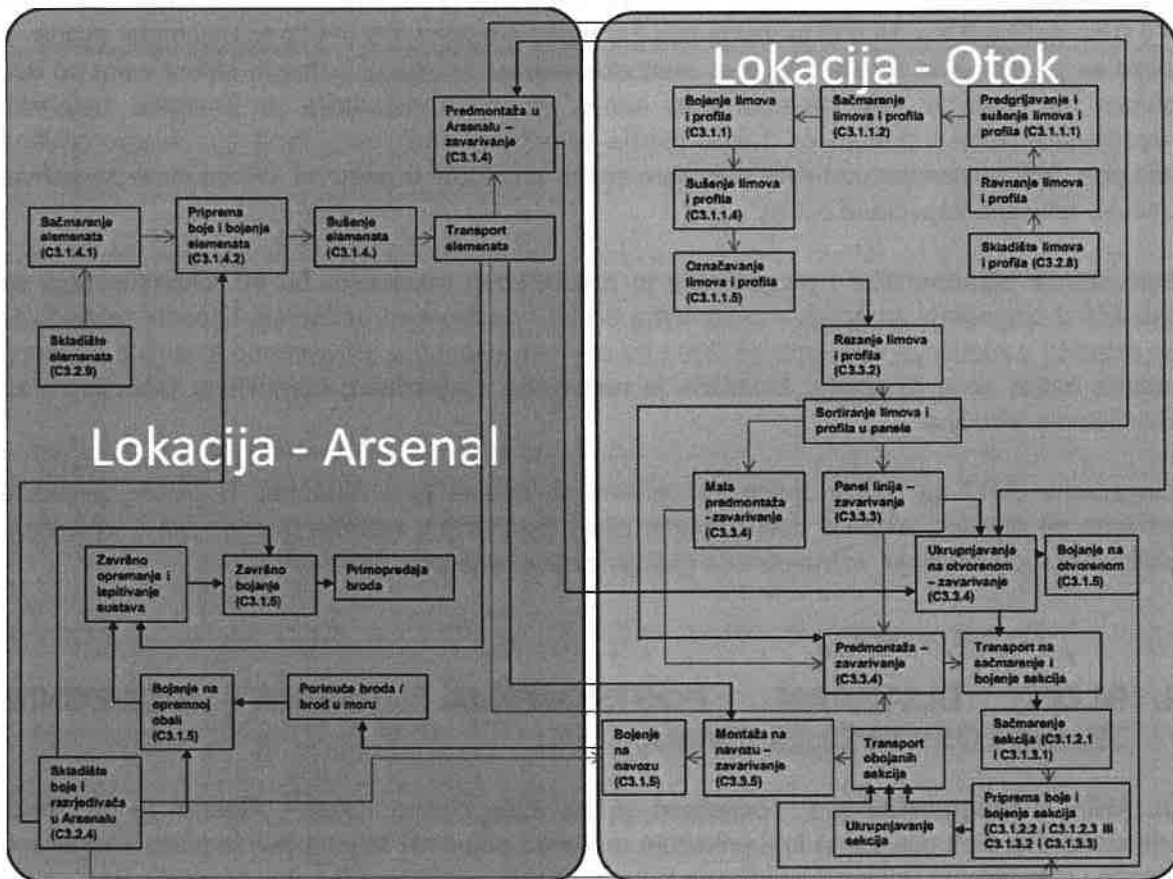 Lokacija - Arsenal
Predmontaža u
Arsenalu –
zavarivanje
(C3.1.4)
Sačmarenje
elemenata
(C3.1.4.1)
Priprema
boje i bojanje
elemenata
(C3.1.4.2)
Sušenje
elemenata
(C3.1.4.)
Transport
elemenata
Skladište
elemenata
(C3.2.9)
Završno
opremanje i
ispitivanje
sustava
Završno
bojanje
(C3.1.5)
Primopredaja
broda
Bojanje na
opremnoj
obali
(C3.1.5)
Porinuće broda /
brod u moru
Skladište
boje i
razrjeđivača
u Arsenalu
(C3.2.4)
Lokacija - Otok
Bojenje limova
i profila
(C3.1.1)
Sačmarenje
limova i profila
(C3.1.1.2)
Predgrijavanje i
sušenje limova i
profila
(C3.1.1.1)
Sušenje limova
i profila
(C3.1.1.4)
Ravnanje limova
i profila
Označavanje
limova i profila
(C3.1.1.5)
Skladište limova
i profila (C3.2.8)
Rezanje limova
i profila
(C3.3.2)
Sortiranje limova i
profila u panele
Mala
predmontaža
- zavarivanje
(C3.3.4)
Panel linija –
zavarivanje
(C3.3.3)
Ukrupnjavanje
na otvorenom
– zavarivanje
(C3.3.4)
Bojanje na
otvorenom
(C3.1.5)
Predmontaža –
zavarivanje
(C3.3.4)
Transport na
sačmarenje i
bojenje sekcija
Bojenje
na
navozu
(C3.1.5)
Montaža na
navozu –
zavarivanje
(C3.3.5)
Transport
obojanih
sekcija
Sačmarenje
sekcija (C3.1.2.1
i C3.1.3.1)
Ukrupnjavanje
sekcija
Priprema boje i
bojenje sekcija
(C3.1.2.2 i C3.1.2.3 ili
C3.1.3.2 i C3.1.3.3)